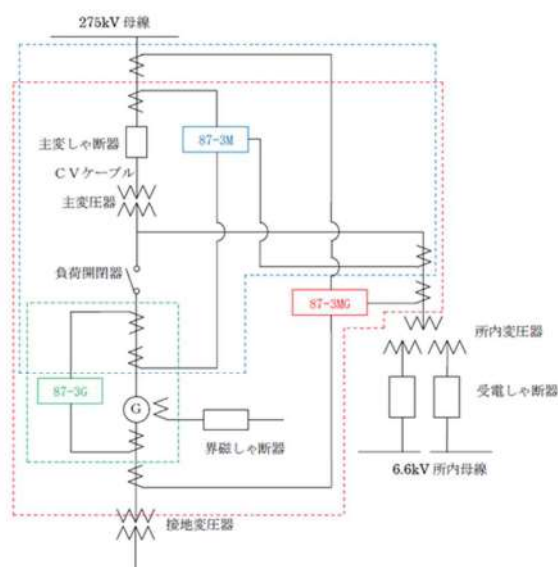 275kV 母線
主変しゃ断器
87-3M
CVケーブル
主変圧器
負荷開閉器
87-3MG
所内変圧器
87-3G
G
受電しゃ断器
界磁しゃ断器
6.6kV 所内母線
接地変圧器